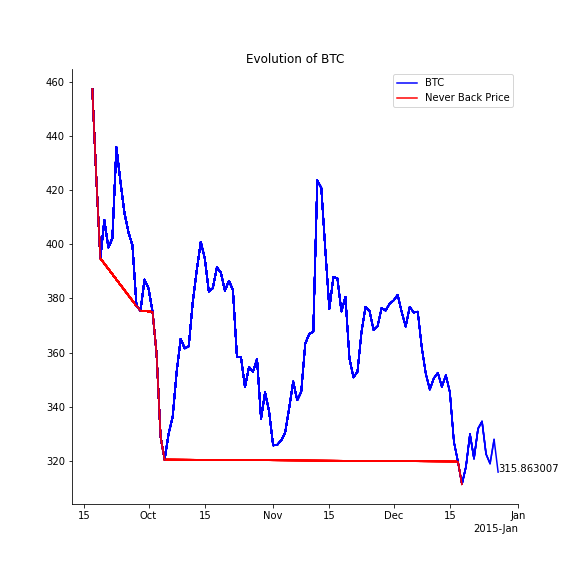 Evolution of BTC
BTC
Never Back Price
460
440
420
400
380
360
340
320
315.863007
15
Oct
15
Nov
15
Dec
15
Jan
2015-Jan